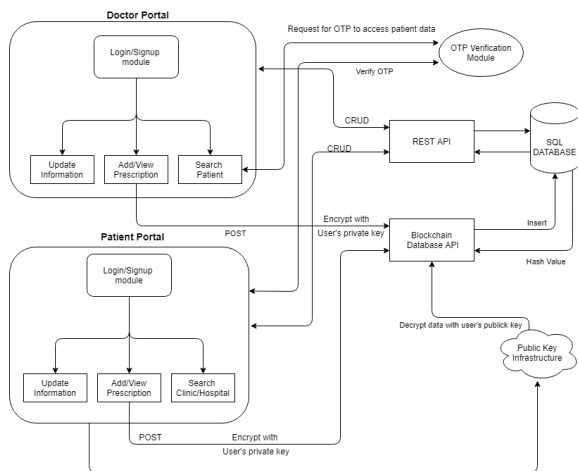 Doctor Portal
Login/Signup
module
Update
Information
Add/View
Prescription
Search
Patient
Request for OTP to access patient data
Verify OTP
OTP Verification
Module
CRUD
CRUD
REST API
SQL
DATABASE
POST
Encrypt with
User's private key
Blockchain
Database API
Insert
Hash Value
Patient Portal
Login/Signup
module
Update
Information
Add/View
Prescription
Search
Clinic/Hospital
Decrypt data with user's publick key
Public Key
Infrastructure
POST
Encrypt with
User's private key